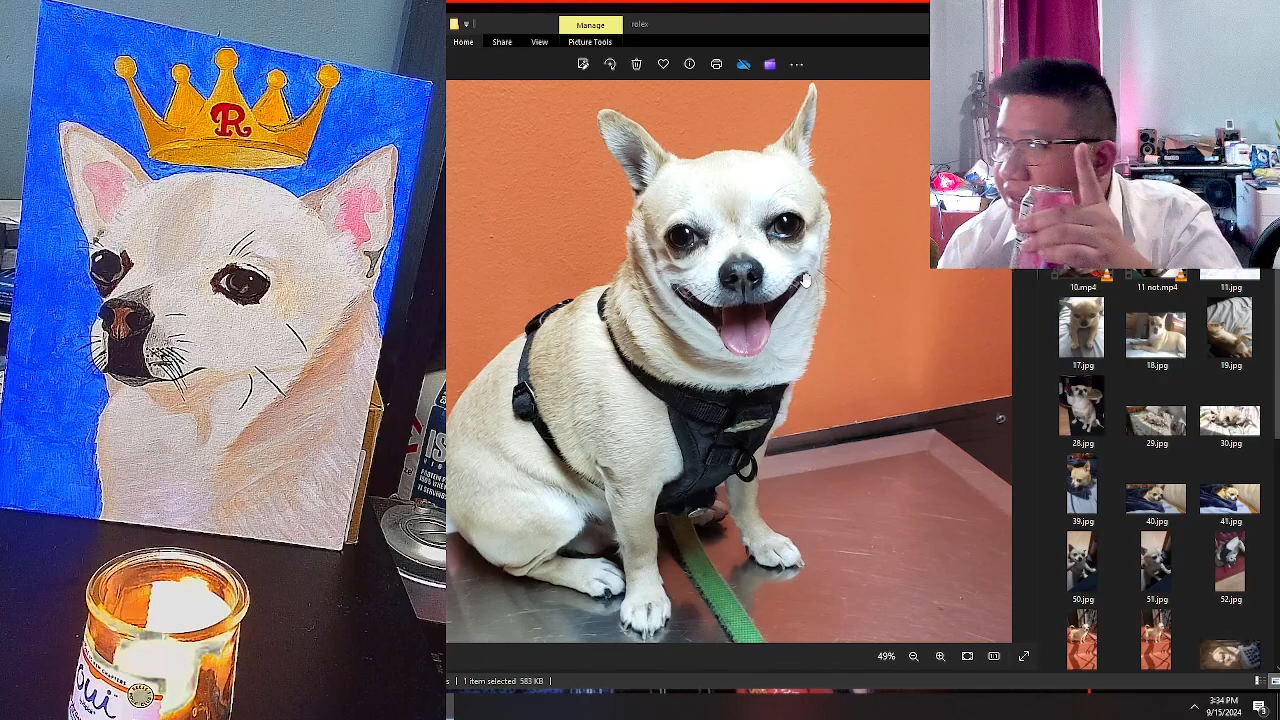 Manage
rolex
Home
Share
View
Picture Tools
R
10.mp4
11 not.mp4
11.jpg
17.jpg
18.jpg
19.jpg
28.jpg
29.jpg
30.jpg
39.jpg
40.jpg
41.jpg
50.jpg
51.jpg
52.jpg
49%
s
1 item selected
583 KB
3:34 PM
9/15/2024